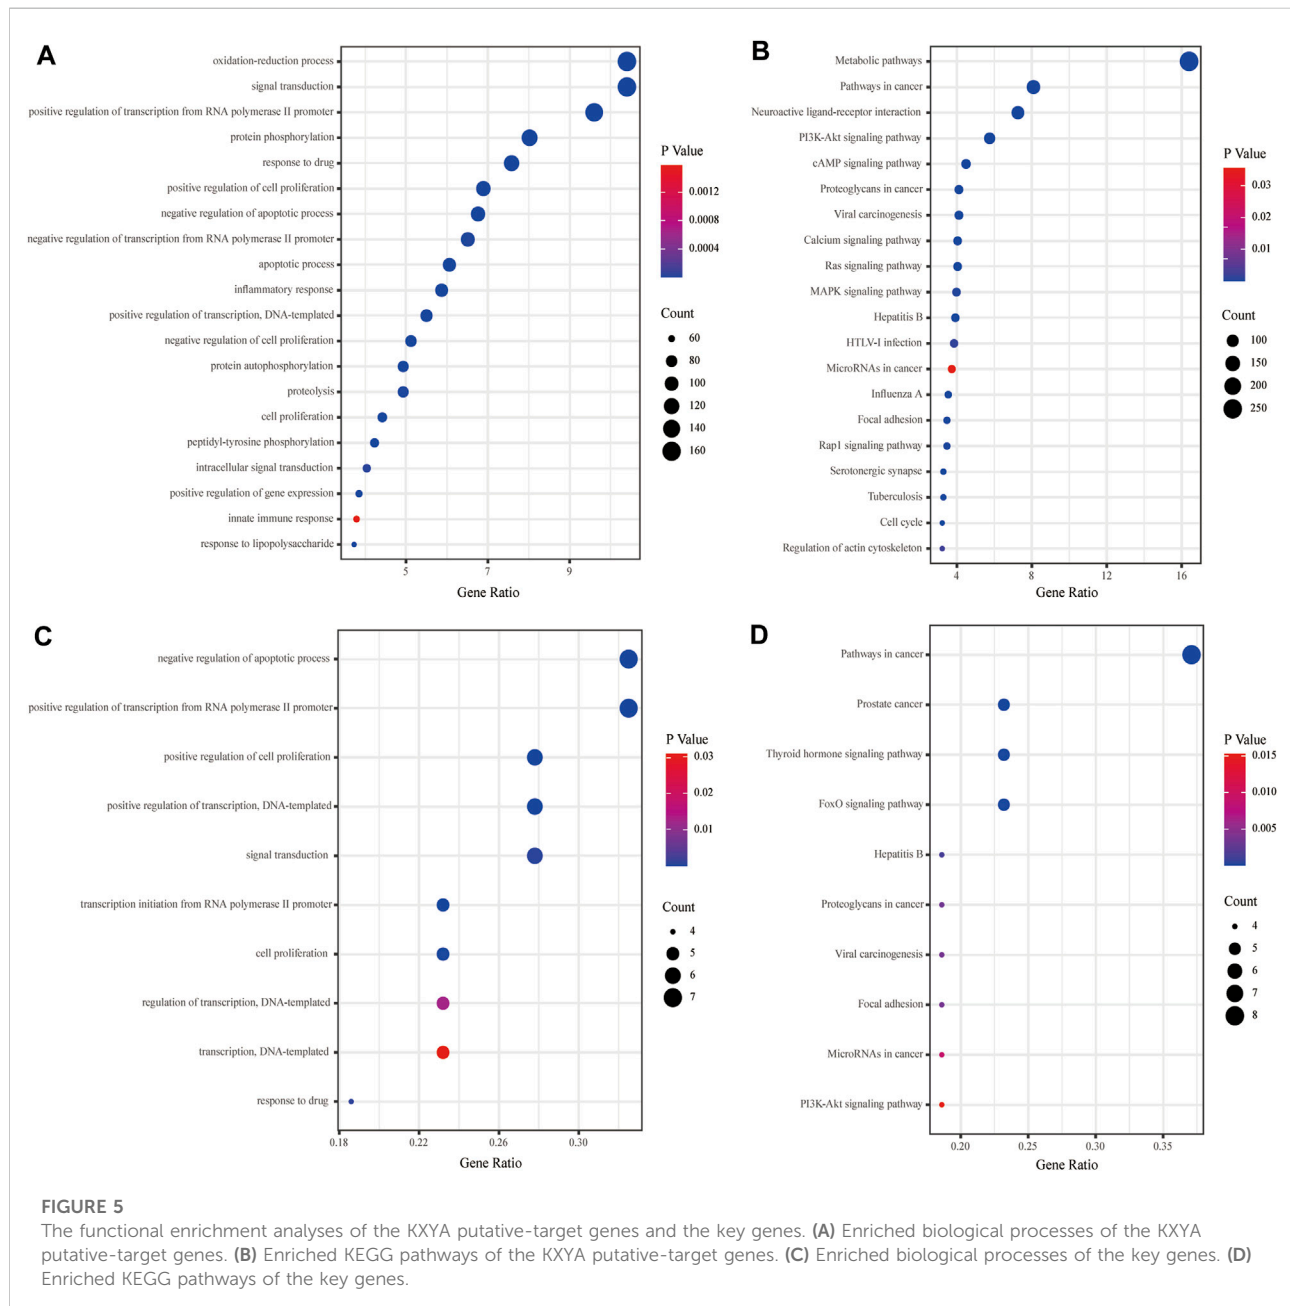 A
oxidation-reduction process
signal transduction
positive regulation of transcription from RNA polymerase II promoter
protein phosphorylation
response to drug
positive regulation of cell proliferation
negative regulation of apoptotic process
negative regulation of transcription from RNA polymerase II promoter
apoptotic process
inflammatory response
positive regulation of transcription, DNA-templated
negative regulation of cell proliferation
protein autophosphorylation
proteolysis
cell proliferation
peptidyl-tyrosine phosphorylation
intracellular signal transduction
positive regulation of gene expression
innate immune response
response to lipopolysaccharide
5 7 9
Gene Ratio
P Value
0.0012
0.0008
0.0004
Count
60
80
100
120
140
160
B
Metabolic pathways
Pathways in cancer
Neuroactive ligand-receptor interaction
PI3K-Akt signaling pathway
cAMP signaling pathway
Proteoglycans in cancer
Viral carcinogenesis
Calcium signaling pathway
Ras signaling pathway
MAPK signaling pathway
Hepatitis B
HTLV-I infection
MicroRNAs in cancer
Influenza A
Focal adhesion
Rap1 signaling pathway
Serotonergic synapse
Tuberculosis
Cell cycle
Regulation of actin cytoskeleton
4 8 12 16
Gene Ratio
P Value
0.03
0.02
0.01
Count
100
150
200
250
C
negative regulation of apoptotic process
positive regulation of transcription from RNA polymerase II promoter
positive regulation of cell proliferation
positive regulation of transcription, DNA-templated
signal transduction
transcription initiation from RNA polymerase II promoter
cell proliferation
regulation of transcription, DNA-templated
transcription, DNA-templated
response to drug
0.18 0.22 0.26 0.30
Gene Ratio
P Value
0.03
0.02
0.01
Count
4
5
6
7
D
Pathways in cancer
Prostate cancer
Thyroid hormone signaling pathway
FoxO signaling pathway
Hepatitis B
Proteoglycans in cancer
Viral carcinogenesis
Focal adhesion
MicroRNAs in cancer
PI3K-Akt signaling pathway
0.20 0.25 0.30 0.35
Gene Ratio
P Value
0.015
0.010
0.005
Count
4
5
6
7
8
FIGURE 5
The functional enrichment analyses of the KXYA putative-target genes and the key genes. (A) Enriched biological processes of the KXYA
putative-target genes. (B) Enriched KEGG pathways of the KXYA putative-target genes. (C) Enriched biological processes of the key genes. (D)
Enriched KEGG pathways of the key genes.